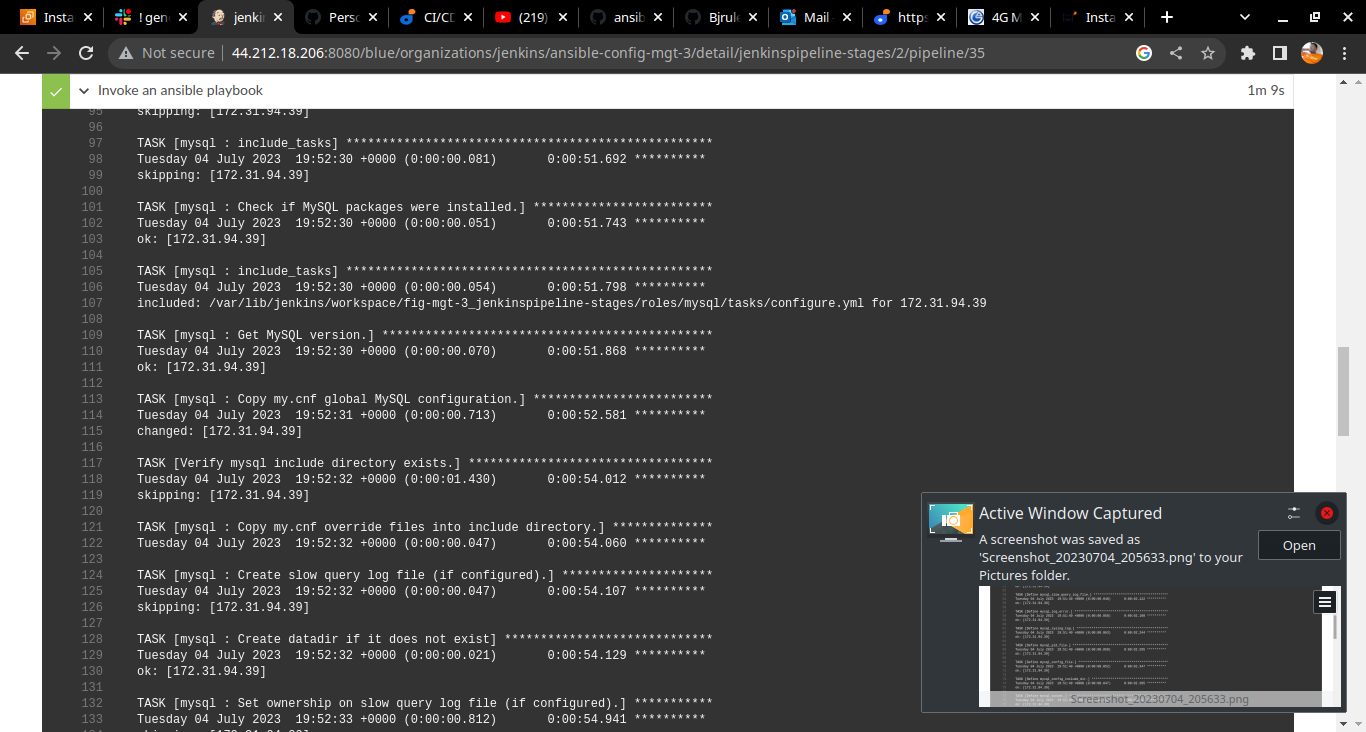 Insta
! gene
jenkin
Perso
CI/CD
(219)
ansib
Bjrule
Mail -
https
4G M
Insta
Not secure
44.212.18.206:8080/blue/organizations/jenkins/ansible-config-mgt-3/detail/jenkinspipeline-stages/2/pipeline/35
Invoke an ansible playbook
1m 9s
95 skipping: [172.31.94.39]
96
97 TASK [mysql : include_tasks] ***************************************************
98 Tuesday 04 July 2023  19:52:30 +0000 (0:00:00.081)       0:00:51.692 **********
99 skipping: [172.31.94.39]
100
101 TASK [mysql : Check if MySQL packages were installed.] *************************
102 Tuesday 04 July 2023  19:52:30 +0000 (0:00:00.051)       0:00:51.743 **********
103 ok: [172.31.94.39]
104
105 TASK [mysql : include_tasks] ***************************************************
106 Tuesday 04 July 2023  19:52:30 +0000 (0:00:00.054)       0:00:51.798 **********
107 included: /var/lib/jenkins/workspace/fig-mgt-3_jenkinspipeline-stages/roles/mysql/tasks/configure.yml for 172.31.94.39
108
109 TASK [mysql : Get MySQL version.] **********************************************
110 Tuesday 04 July 2023  19:52:30 +0000 (0:00:00.070)       0:00:51.868 **********
111 ok: [172.31.94.39]
112
113 TASK [mysql : Copy my.cnf global MySQL configuration.] *************************
114 Tuesday 04 July 2023  19:52:31 +0000 (0:00:00.713)       0:00:52.581 **********
115 changed: [172.31.94.39]
116
117 TASK [Verify mysql include directory exists.] **********************************
118 Tuesday 04 July 2023  19:52:32 +0000 (0:00:01.430)       0:00:54.012 **********
119 skipping: [172.31.94.39]
120
121 TASK [mysql : Copy my.cnf override files into include directory.] **************
122 Tuesday 04 July 2023  19:52:32 +0000 (0:00:00.047)       0:00:54.060 **********
123
124 TASK [mysql : Create slow query log file (if configured).] *********************
125 Tuesday 04 July 2023  19:52:32 +0000 (0:00:00.047)       0:00:54.107 **********
126 skipping: [172.31.94.39]
127
128 TASK [mysql : Create datadir if it does not exist] *****************************
129 Tuesday 04 July 2023  19:52:32 +0000 (0:00:00.021)       0:00:54.129 **********
130 ok: [172.31.94.39]
131
132 TASK [mysql : Set ownership on slow query log file (if configured).] ***********
133 Tuesday 04 July 2023  19:52:33 +0000 (0:00:00.812)       0:00:54.941 **********
Active Window Captured
A screenshot was saved as
'Screenshot_20230704_205633.png' to your
Pictures folder.
Open
Screenshot_20230704_205633.png